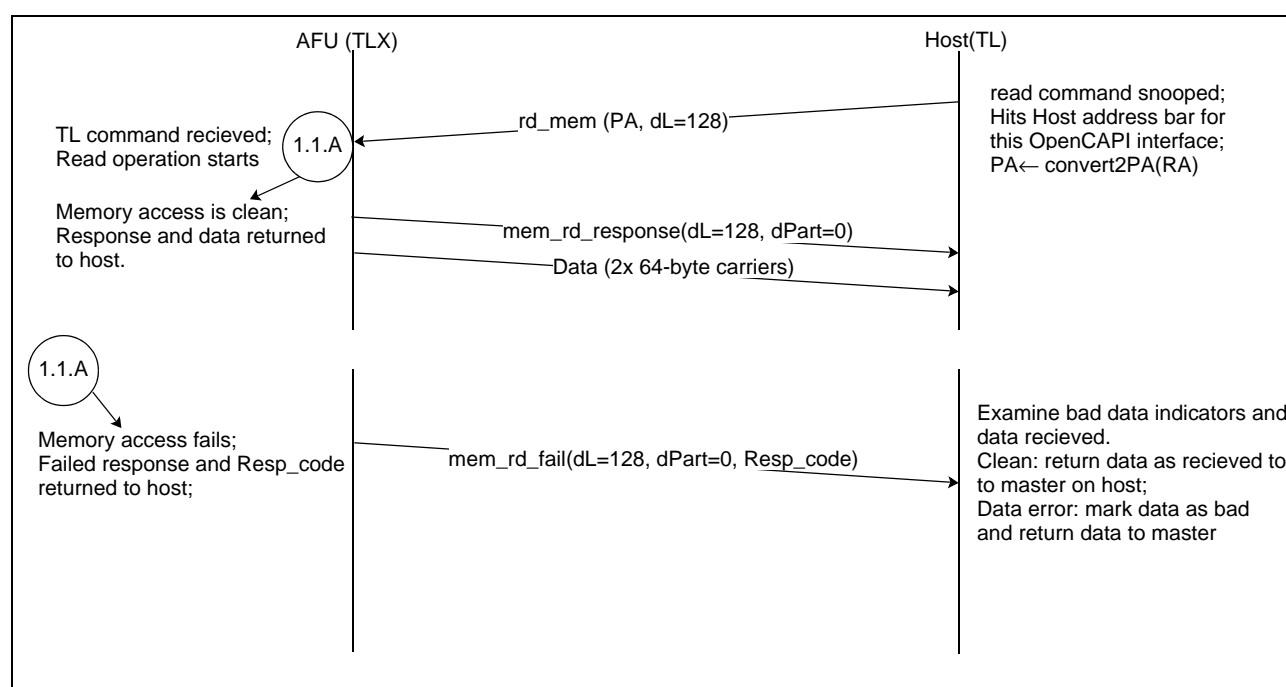 AFU (TLX)
Host(TL)
read command snooped;
Hits Host address bar for
this OpenCAPI interface;
PA← convert2PA(RA)
rd_mem (PA, dL=128)
TL command recieved;
Read operation starts
1.1.A
Memory access is clean;
Response and data returned
to host.
mem_rd_response(dL=128, dPart=0)
Data (2x 64-byte carriers)
1.1.A
Memory access fails;
Failed response and Resp_code
returned to host;
mem_rd_fail(dL=128, dPart=0, Resp_code)
Examine bad data indicators and
data recieved.
Clean: return data as recieved to
to master on host;
Data error: mark data as bad
and return data to master